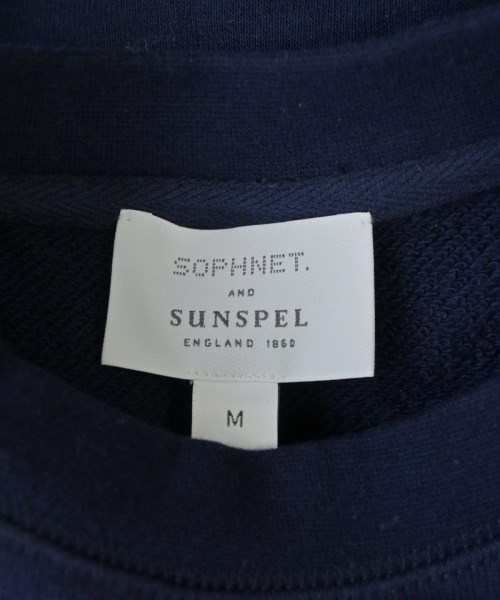 SOPHNET.
AND
SUNSPEL
ENGLAND 1860
M